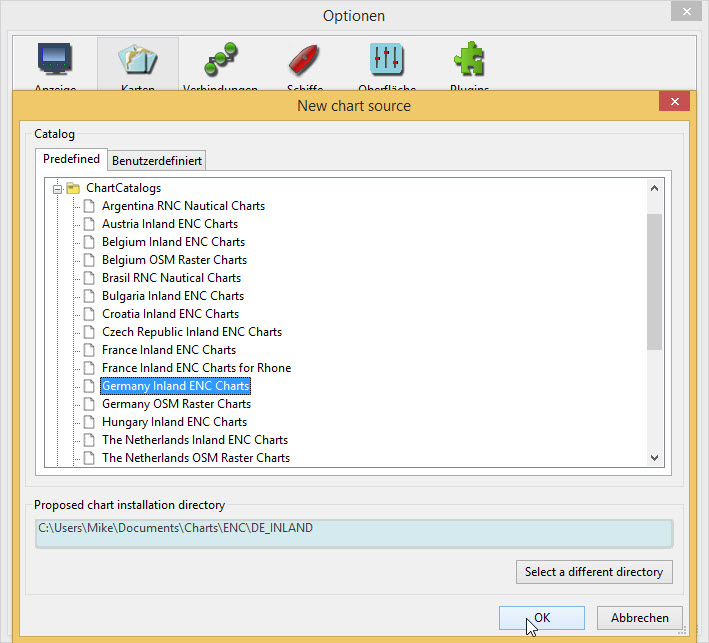 Optionen
Anzeige Karten Verbindungen Schiffe Oberfläche Plugins
New chart source
Catalog
Predefined Benutzerdefiniert
ChartCatalogs
Argentina RNC Nautical Charts
Austria Inland ENC Charts
Belgium Inland ENC Charts
Belgium OSM Raster Charts
Brasil RNC Nautical Charts
Bulgaria Inland ENC Charts
Croatia Inland ENC Charts
Czech Republic Inland ENC Charts
France Inland ENC Charts
France Inland ENC Charts for Rhone
Germany Inland ENC Charts
Germany OSM Raster Charts
Hungary Inland ENC Charts
The Netherlands Inland ENC Charts
The Netherlands OSM Raster Charts
Proposed chart installation directory
C:\Users\Mike\Documents\Charts\ENC\DE_INLAND
Select a different directory
OK Abbrechen